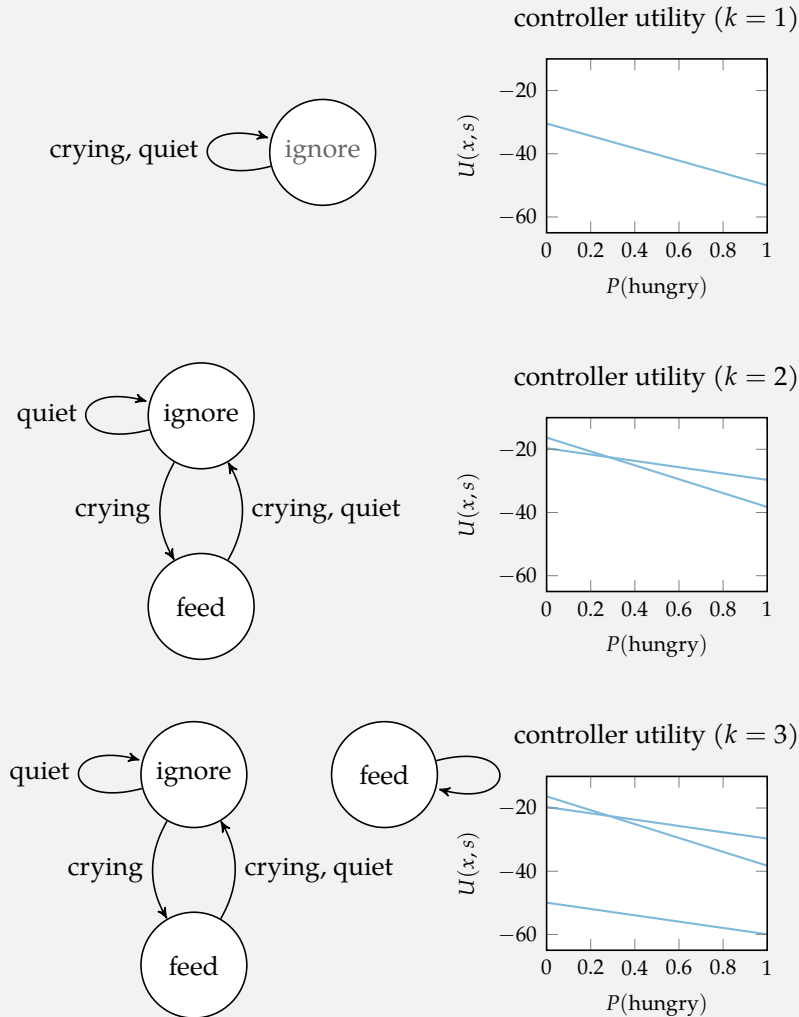 controller utility (k = 1)
crying, quiet
ignore
U(x, s)
−20
−40
−60
0 0.2 0.4 0.6 0.8 1
P(hungry)
controller utility (k = 2)
quiet
ignore
crying
crying, quiet
feed
U(x, s)
−20
−40
−60
0 0.2 0.4 0.6 0.8 1
P(hungry)
controller utility (k = 3)
quiet
ignore
feed
crying
crying, quiet
feed
U(x, s)
−20
−40
−60
0 0.2 0.4 0.6 0.8 1
P(hungry)